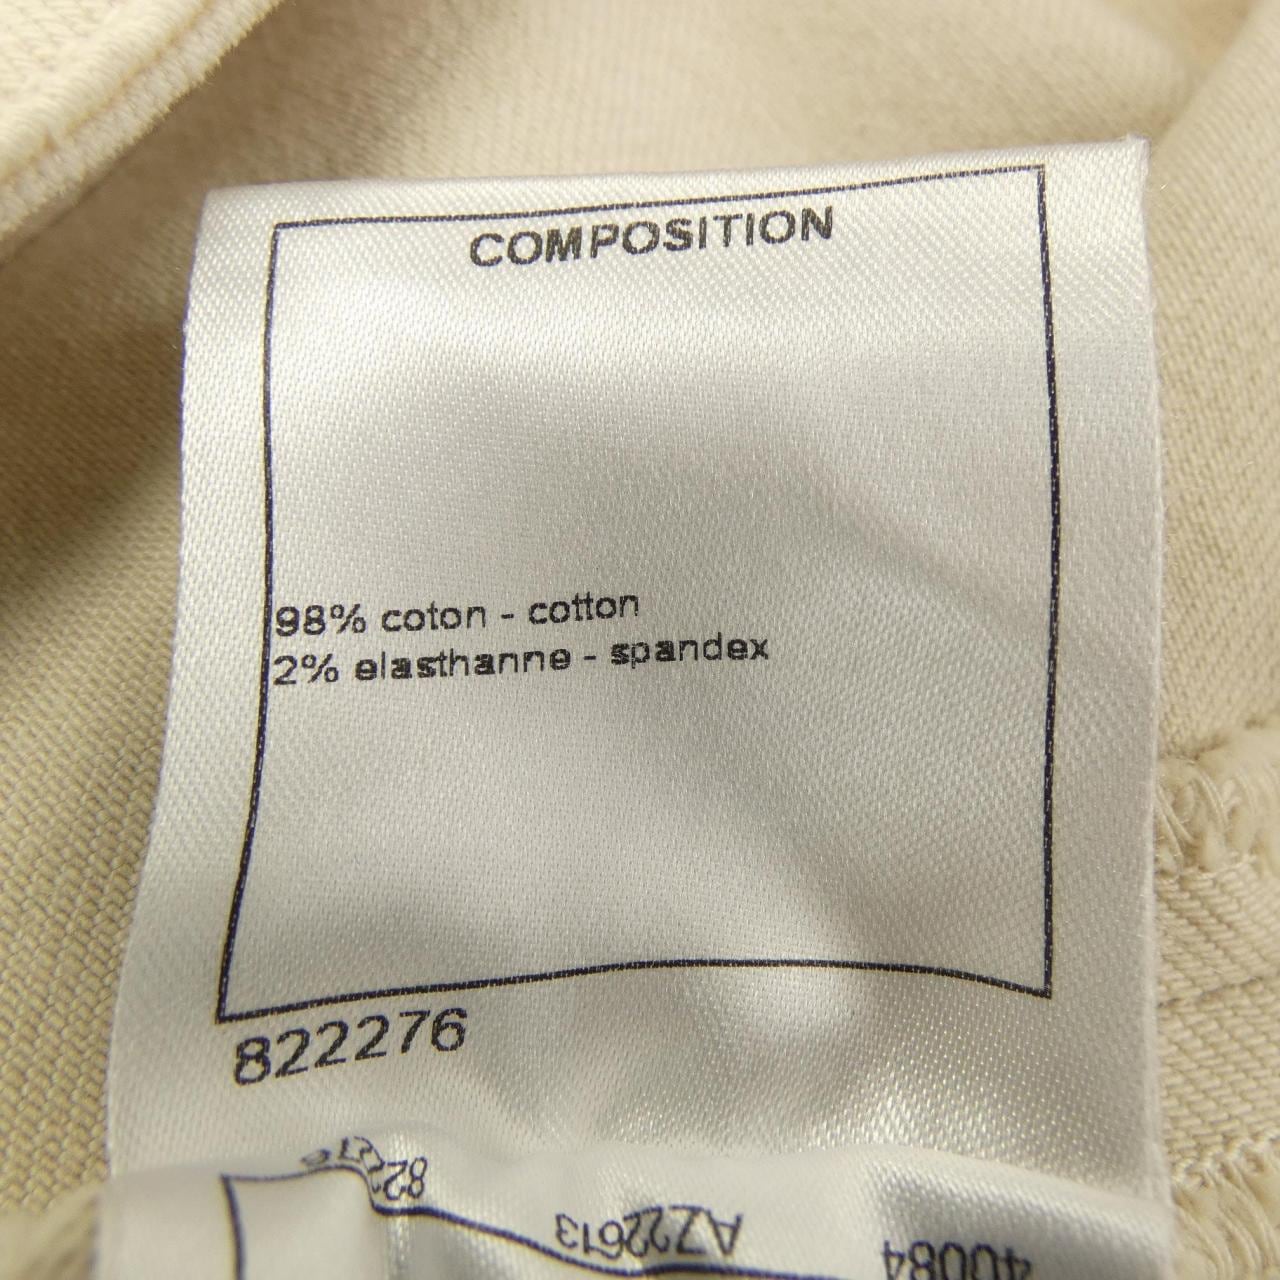 COMPOSITION
98% coton - cotton
2% elasthanne - spandex
822276
822276
AZ22613
40084